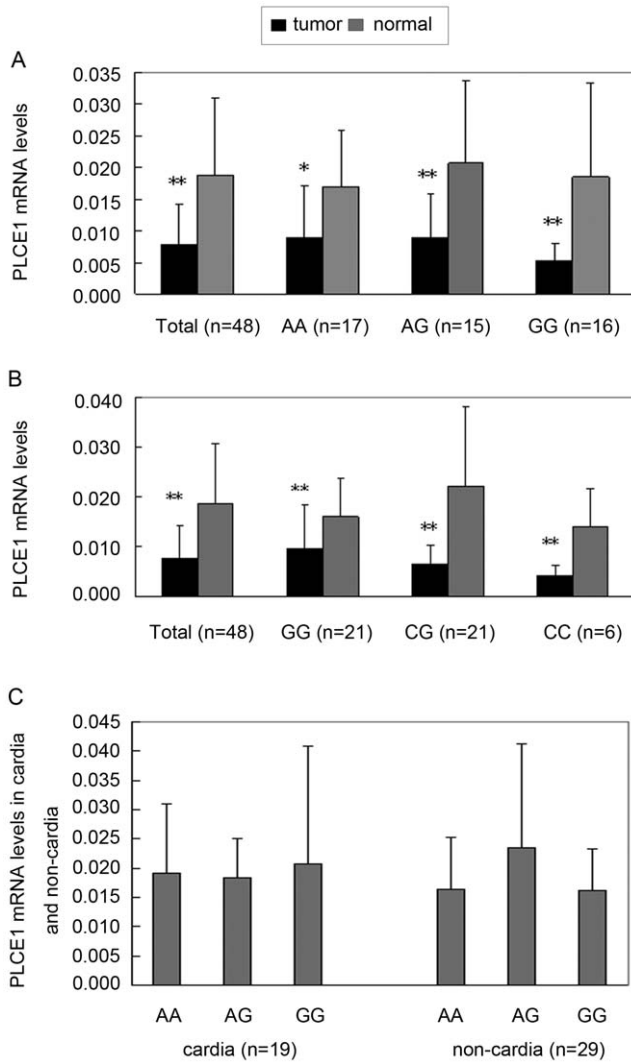 tumor normal
A
PLCE1 mRNA levels
0.035
0.030
0.025
0.020
0.015
0.010
0.005
0.000
** * ** **
Total (n=48) AA (n=17) AG (n=15) GG (n=16)
B
PLCE1 mRNA levels
0.040
0.030
0.020
0.010
0.000
** ** ** **
Total (n=48) GG (n=21) CG (n=21) CC (n=6)
C
PLCE1 mRNA levels in cardia
and non-cardia
0.045
0.040
0.035
0.030
0.025
0.020
0.015
0.010
0.005
0.000
AA AG GG AA AG GG
cardia (n=19) non-cardia (n=29)